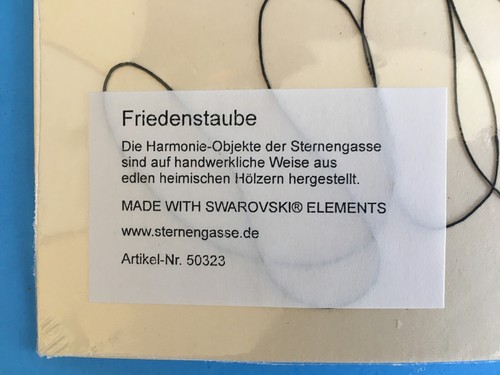 Friedenstaube
Die Harmonie-Objekte der Sternengasse
sind auf handwerkliche Weise aus
edlen heimischen Hölzern hergestellt.
MADE WITH SWAROVSKI® ELEMENTS
www.sternengasse.de
Artikel-Nr. 50323